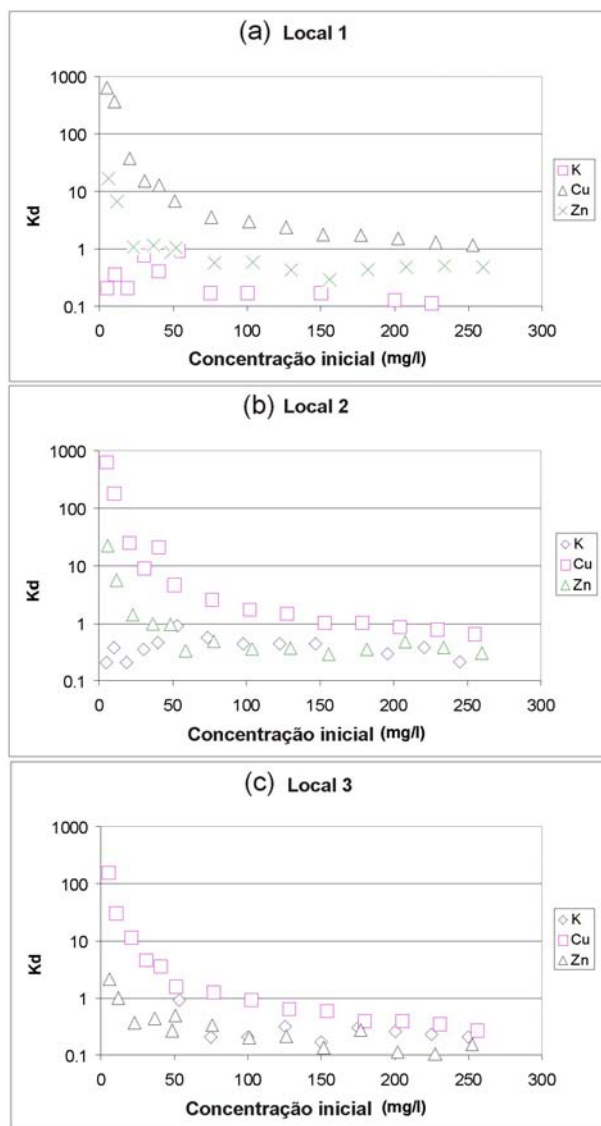 (a) Local 1
1000
100
10
1
0.1
Kd
0 50 100 150 200 250 300
Concentração inicial (mg/l)
K
Cu
Zn
(b) Local 2
1000
100
10
1
0.1
Kd
0 50 100 150 200 250 300
Concentração inicial (mg/l)
K
Cu
Zn
(c) Local 3
1000
100
10
1
0.1
Kd
0 50 100 150 200 250 300
Concentração inicial (mg/l)
K
Cu
Zn